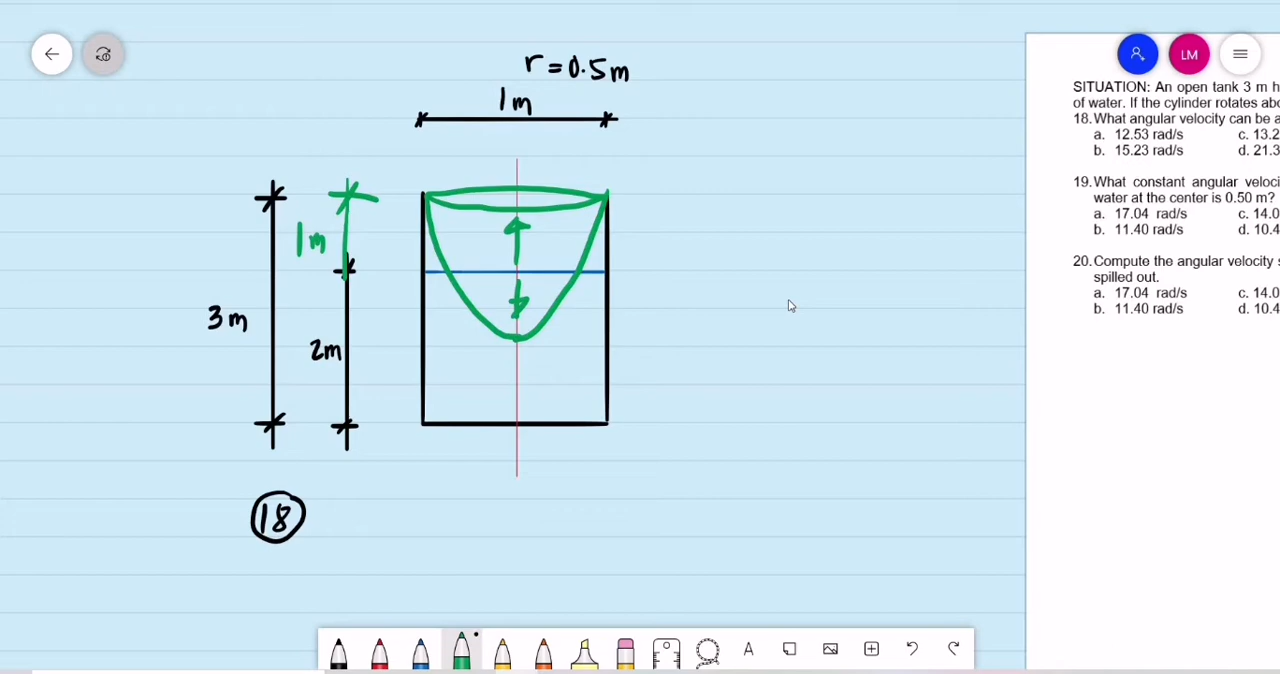 r = 0.5m
1m
1m
3m
2m
18
LM
SITUATION: An open tank 3 m h
of water. If the cylinder rotates abo
18. What angular velocity can be a
a. 12.53 rad/s c. 13.2
b. 15.23 rad/s d. 21.3
19. What constant angular veloci
water at the center is 0.50 m?
a. 17.04 rad/s c. 14.0
b. 11.40 rad/s d. 10.4
20. Compute the angular velocity s
spilled out.
a. 17.04 rad/s c. 14.0
b. 11.40 rad/s d. 10.4
A